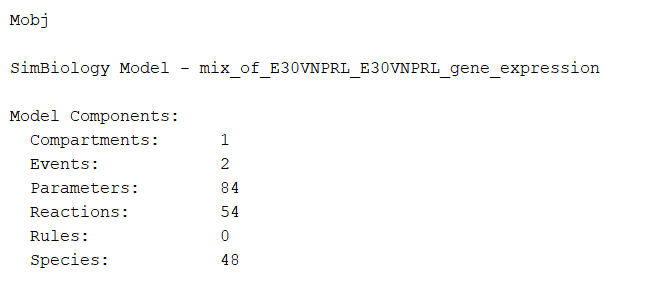 Mobj
SimBiology Model - mix_of_E30VNPRL_E30VNPRL_gene_expression
Model Components:
Compartments: 1
Events: 2
Parameters: 84
Reactions: 54
Rules: 0
Species: 48